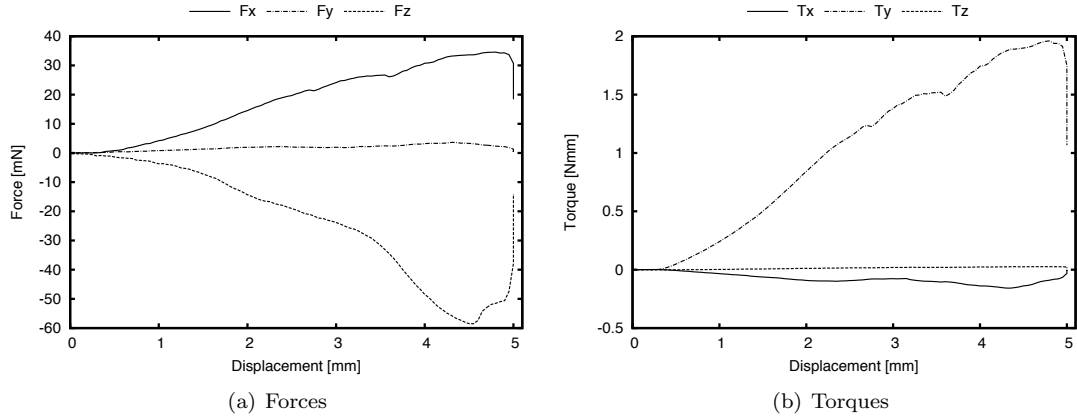 Fx Fy Fz
40
30
20
10
0
-10
-20
-30
-40
-50
-60
Force [mN]
0 1 2 3 4 5
Displacement [mm]
(a) Forces
Tx Ty Tz
2
1.5
1
0.5
0
-0.5
Torque [Nmm]
0 1 2 3 4 5
Displacement [mm]
(b) Torques